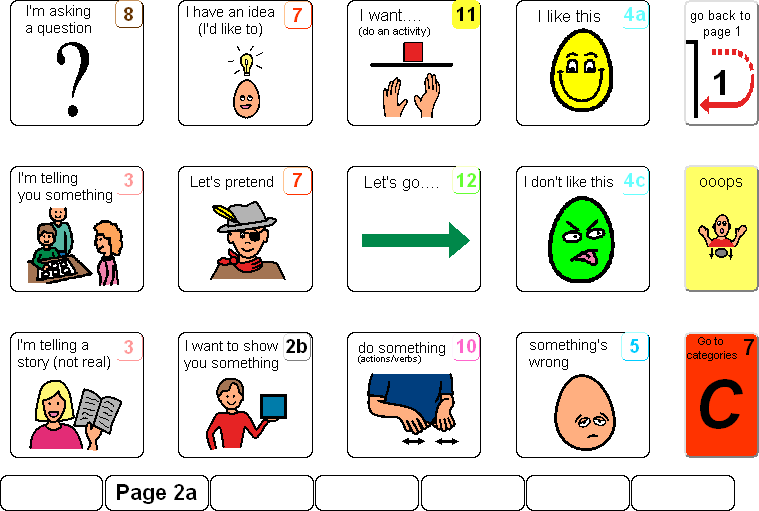 I'm asking
a question
8
I have an idea
(I'd like to)
7
I want....
(do an activity)
11
I like this
4a
go back to
page 1
1
I'm telling
you something
3
Let's pretend
7
Let's go....
12
I don't like this
4c
ooops
I'm telling a
story (not real)
3
I want to show
you something
2b
do something
(actions/verbs)
10
something's
wrong
5
Go to
categories
7
C
Page 2a